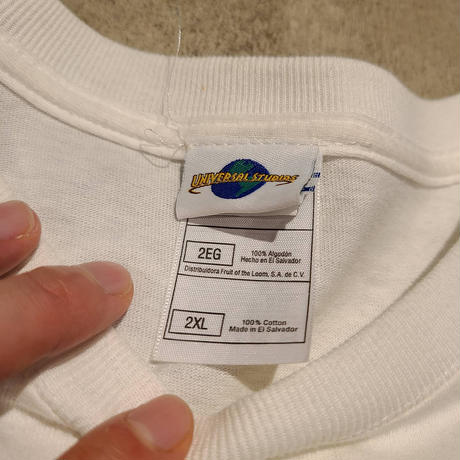 UNIVERSAL STUDIOS
2EG
100% Algodón
Hecho en El Salvador
Distribuidora Fruit of the Loom, S.A. de C.V.
2XL
100% Cotton
Made in El Salvador